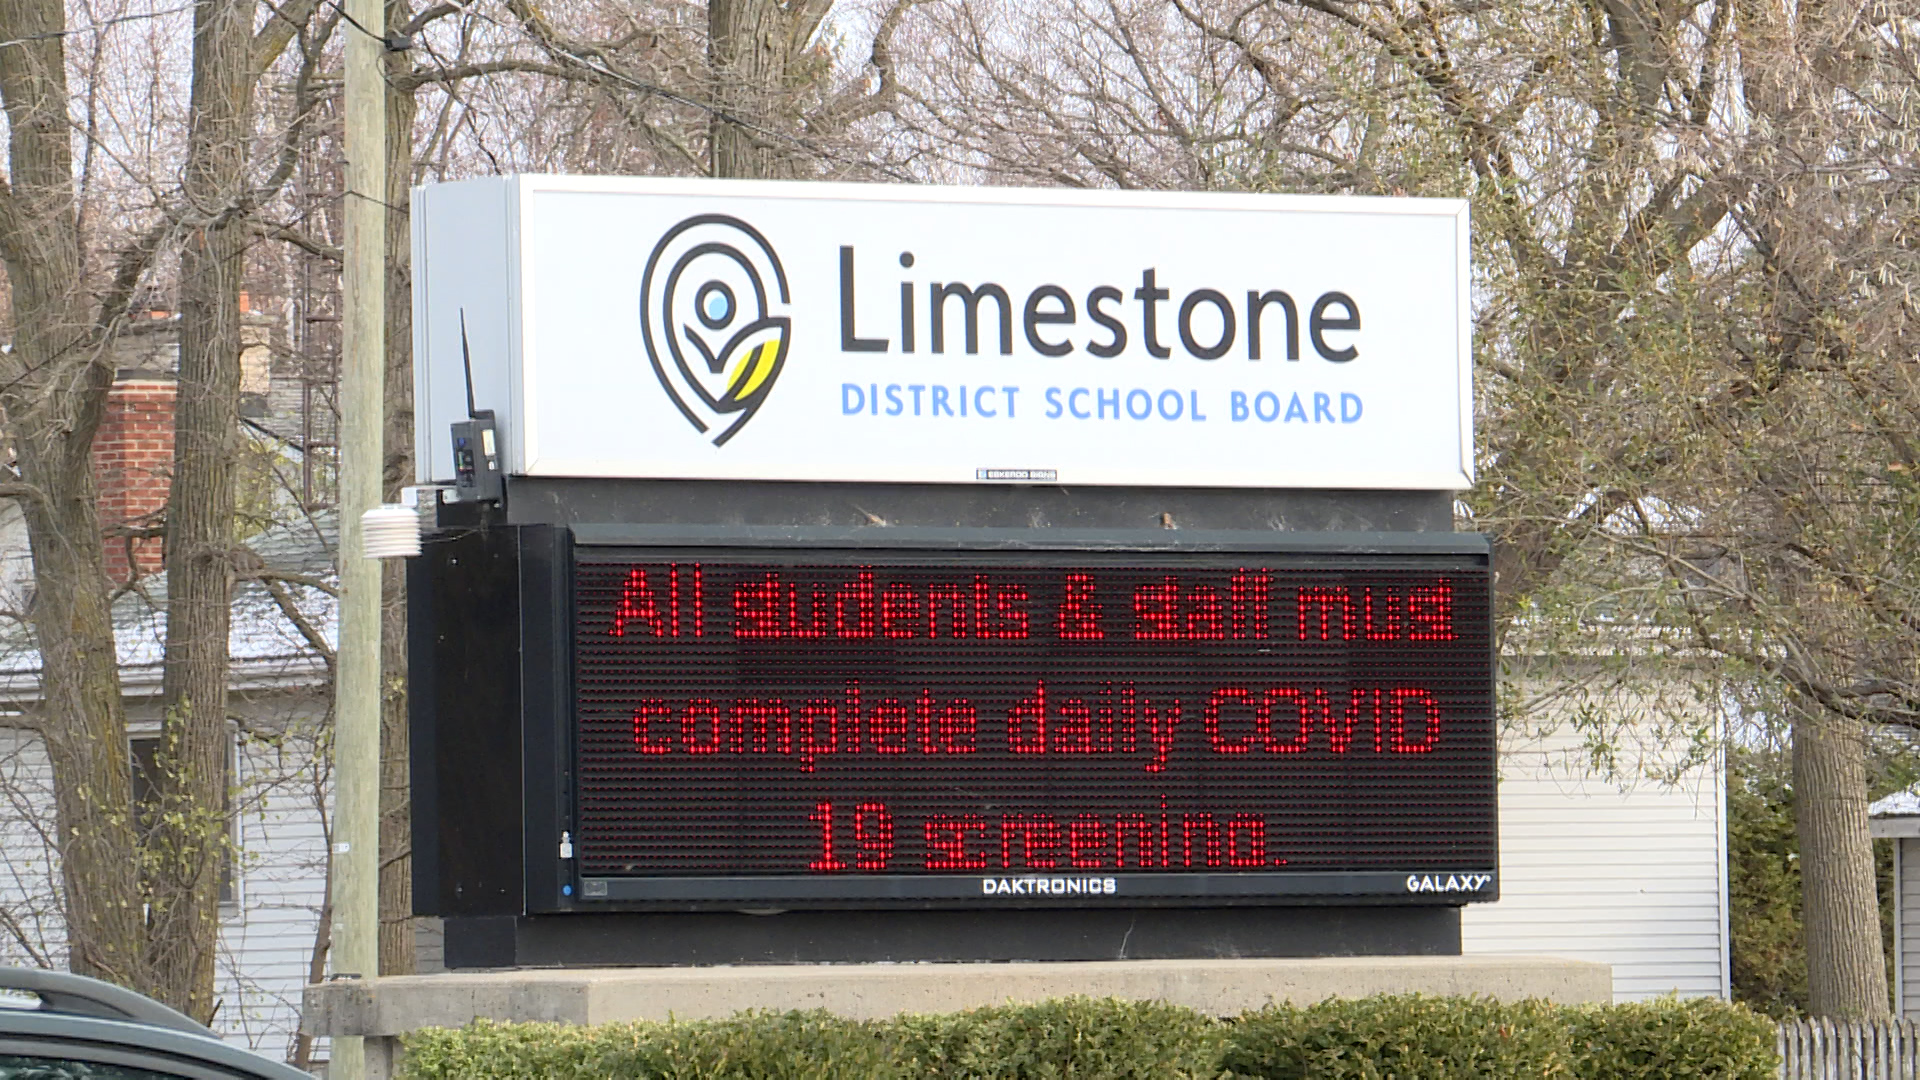 Limestone
DISTRICT SCHOOL BOARD
All students & staff must
complete daily COVID
19 screening.
DAKTRONICS
GALAXY